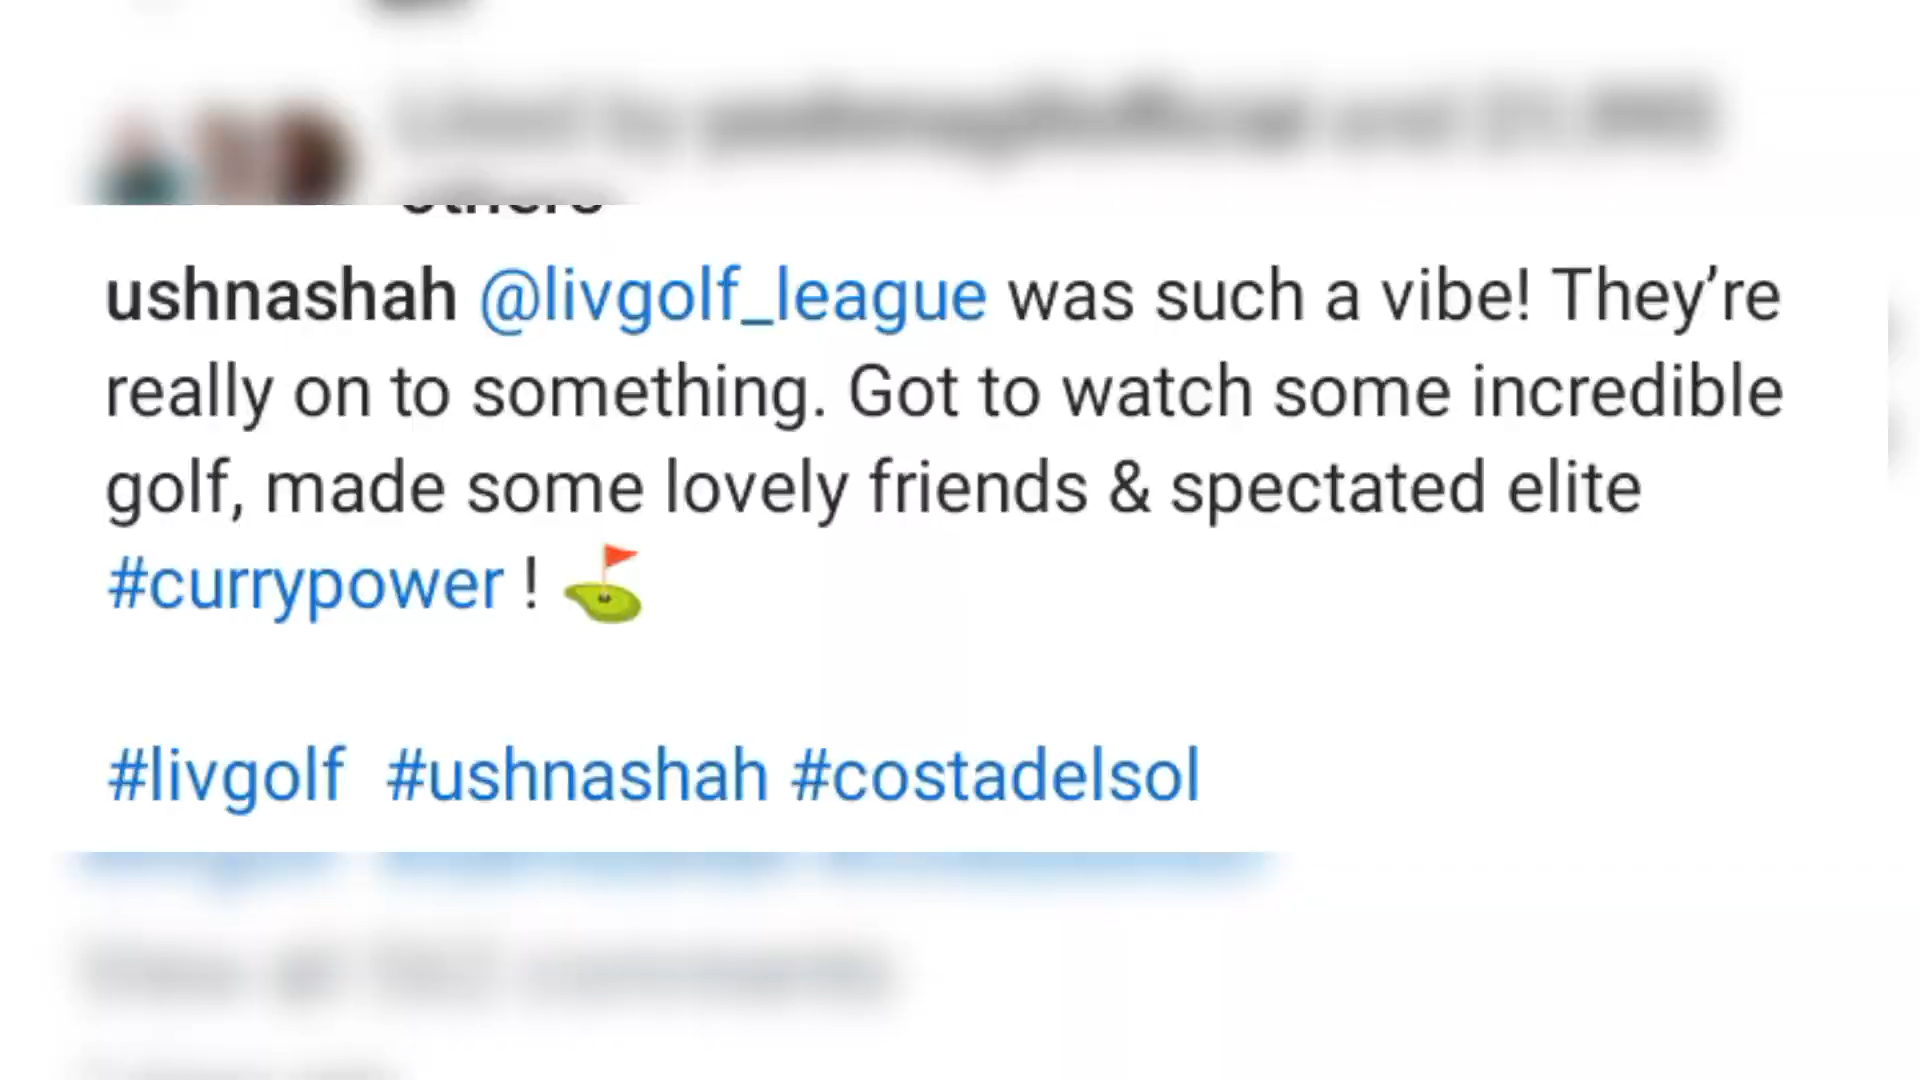 others
ushnashah @livgolf_league was such a vibe! They’re
really on to something. Got to watch some incredible
golf, made some lovely friends & spectated elite
#currypower ! ⛳
#livgolf #ushnashah #costadelsol